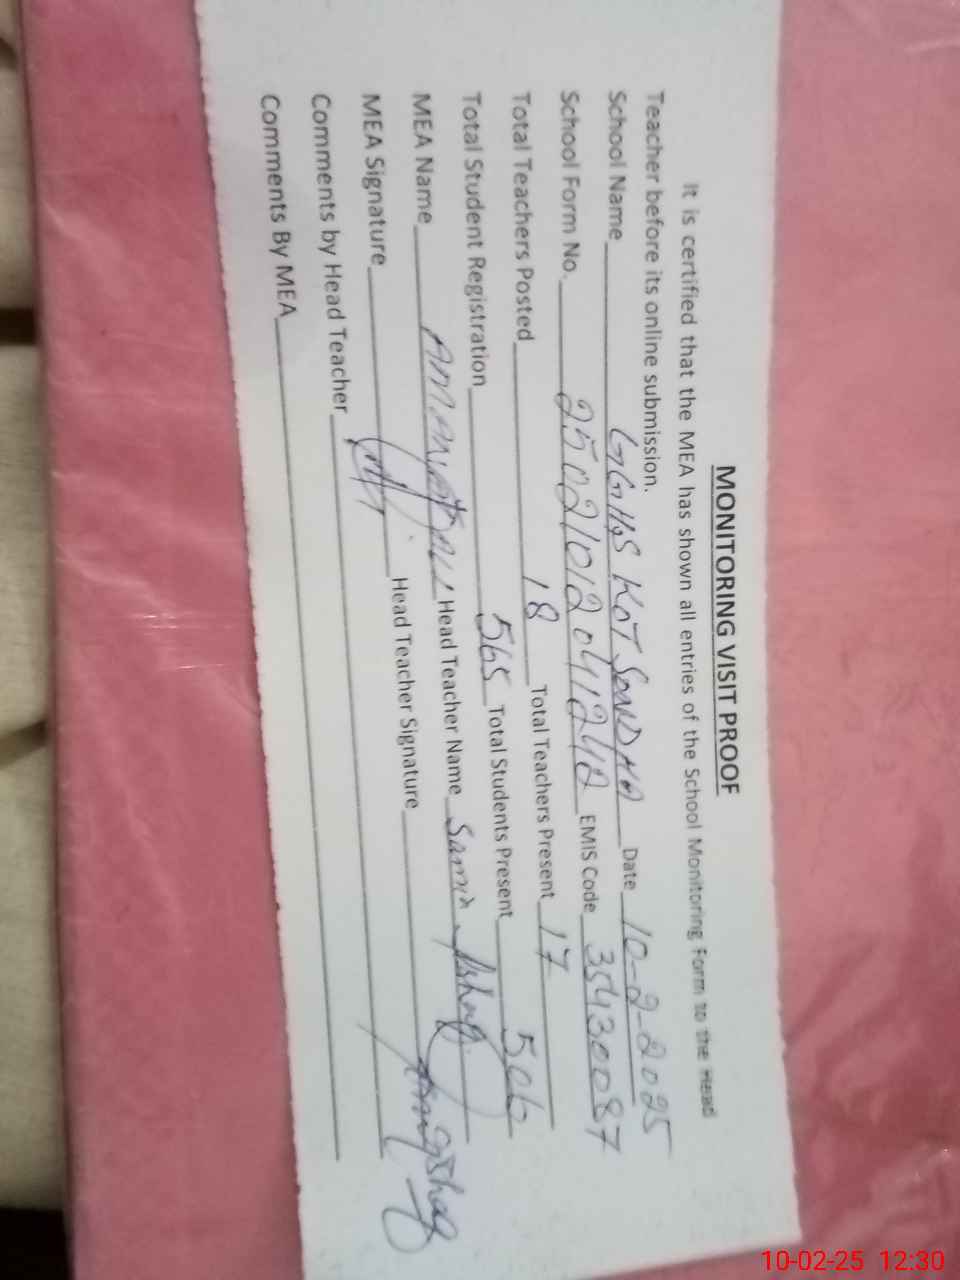 MONITORING VISIT PROOF
It is certified that the MEA has shown all entries of the School Monitoring Form to the Head
Teacher before its online submission.
School Name GGHS KOT SONDHA Date 10-2-2025
School Form No. EMIS Code 35430087
Total Teachers Posted 18 Total Teachers Present 17
Total Student Registration 565 Total Students Present 506
MEA Name Head Teacher Name Samia
MEA Signature Head Teacher Signature
Comments by Head Teacher
Comments By MEA
10-02-25 12:30